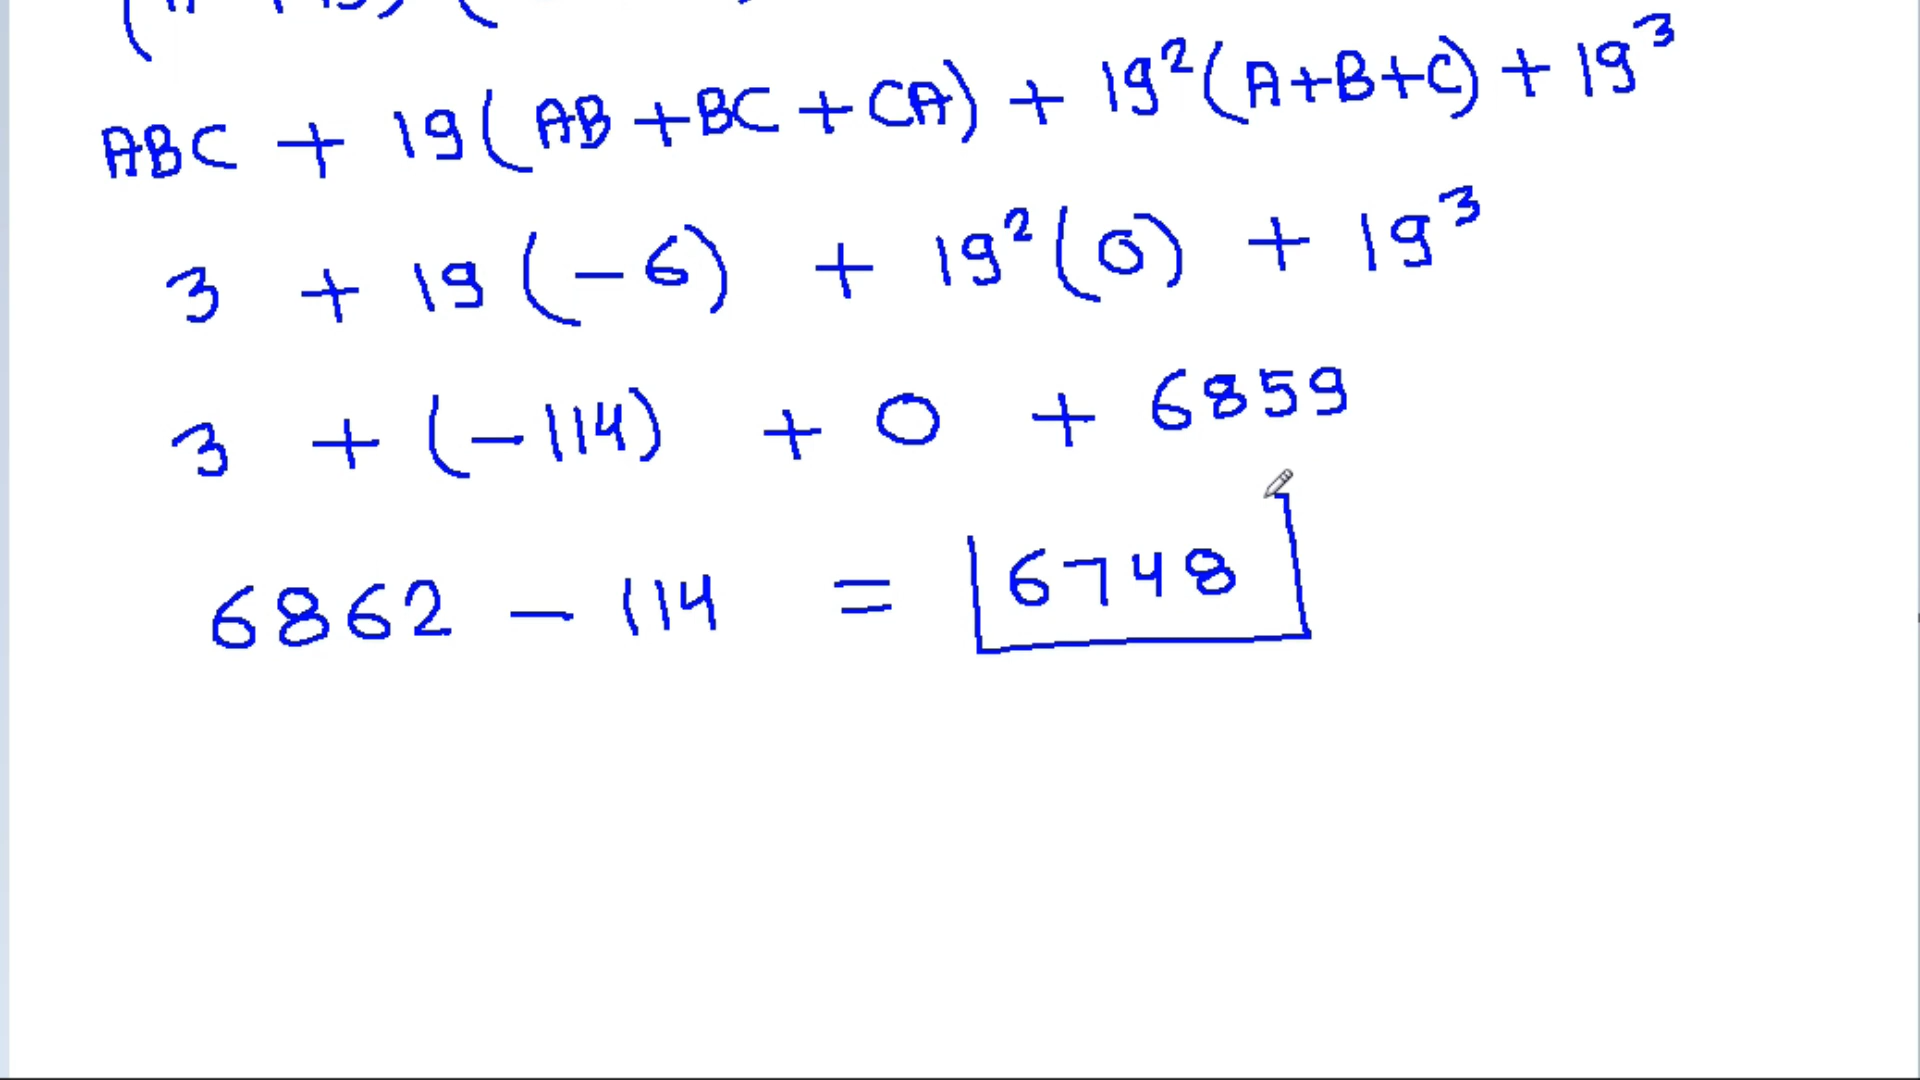 ABC + 19(AB+BC+CA) + 19²(A+B+C) + 19³
3 + 19(-6) + 19²(0) + 19³
3 + (-114) + 0 + 6859
6862 - 114 = 6748